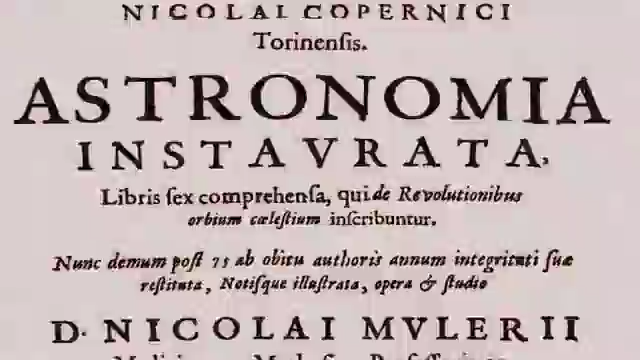 NICOLAI COPERNICI
Torinenſis.
ASTRONOMIA
INSTAVRATA,
Libris ſex comprehenſa, qui de Revolutionibus
orbium cæleſtium inſcribuntur.
Nunc demum poſt 75 ab obitu authoris annum integritati ſuæ
reſtituta, Notiſque illuſtrata, opera & ſtudio
D. NICOLAI MVLERII